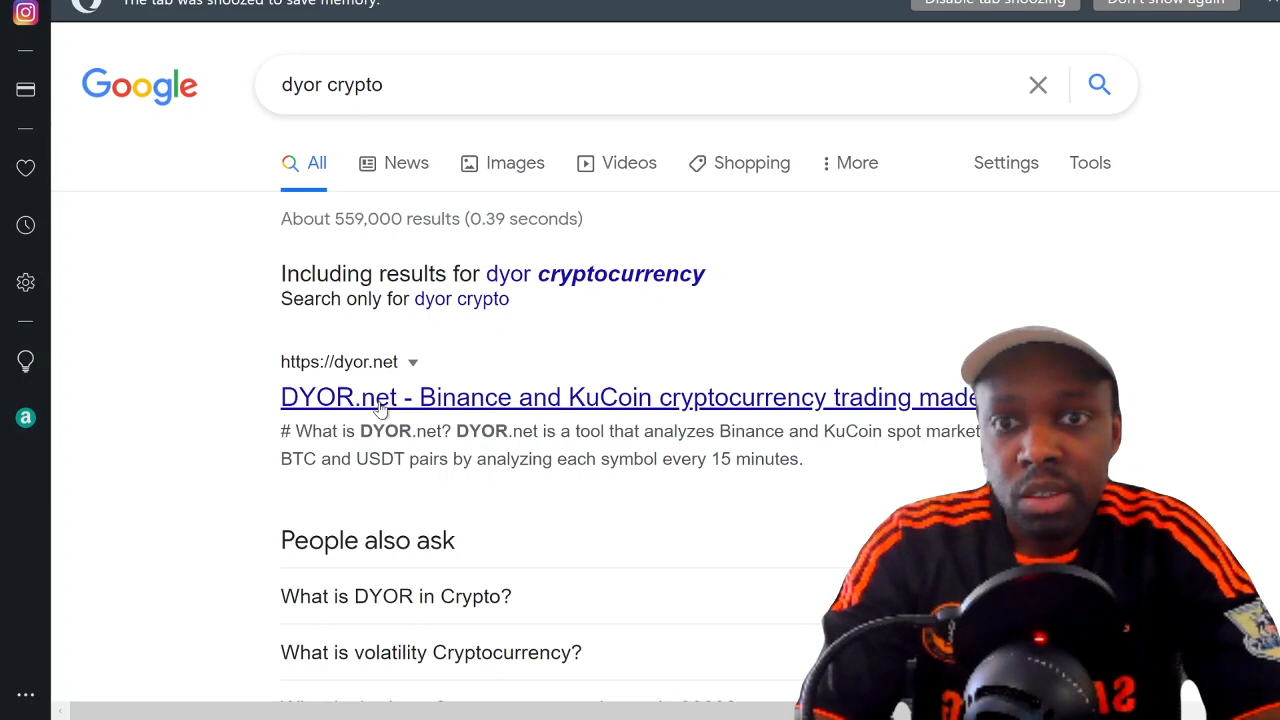 The tab was snoozed to save memory.
Disable tab snoozing
Don't show again
Google
dyor crypto
All
News
Images
Videos
Shopping
More
Settings
Tools
About 559,000 results (0.39 seconds)
Including results for dyor cryptocurrency
Search only for dyor crypto
https://dyor.net
DYOR.net - Binance and KuCoin cryptocurrency trading made
# What is DYOR.net? DYOR.net is a tool that analyzes Binance and KuCoin spot market
BTC and USDT pairs by analyzing each symbol every 15 minutes.
People also ask
What is DYOR in Crypto?
What is volatility Cryptocurrency?
a